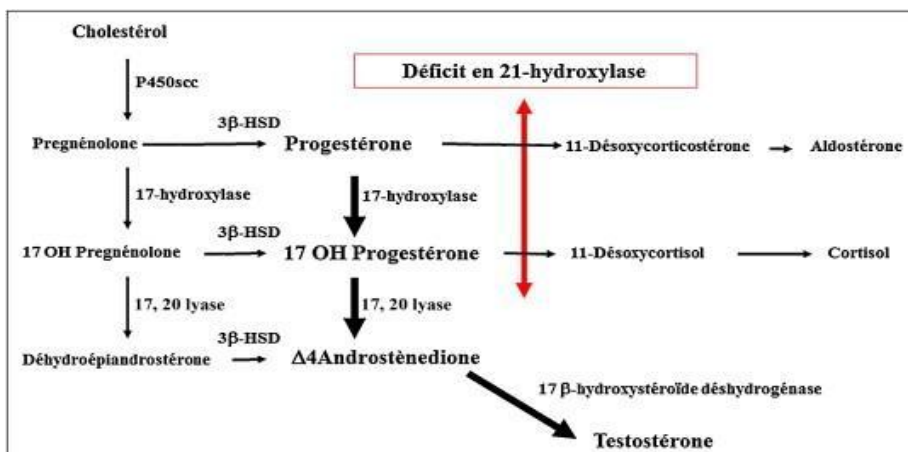 Cholestérol
P450scc
Déficit en 21-hydroxylase
3β-HSD
Pregnénolone
Progestérone
11-Désoxycorticostérone
Aldostérone
17-hydroxylase
17-hydroxylase
3β-HSD
17 OH Pregnénolone
17 OH Progestérone
11-Désoxycortisol
Cortisol
17, 20 lyase
17, 20 lyase
3β-HSD
Déhydroépiandrostérone
Δ4Androstènedione
17 β-hydroxystéroïde déshydrogénase
Testostérone